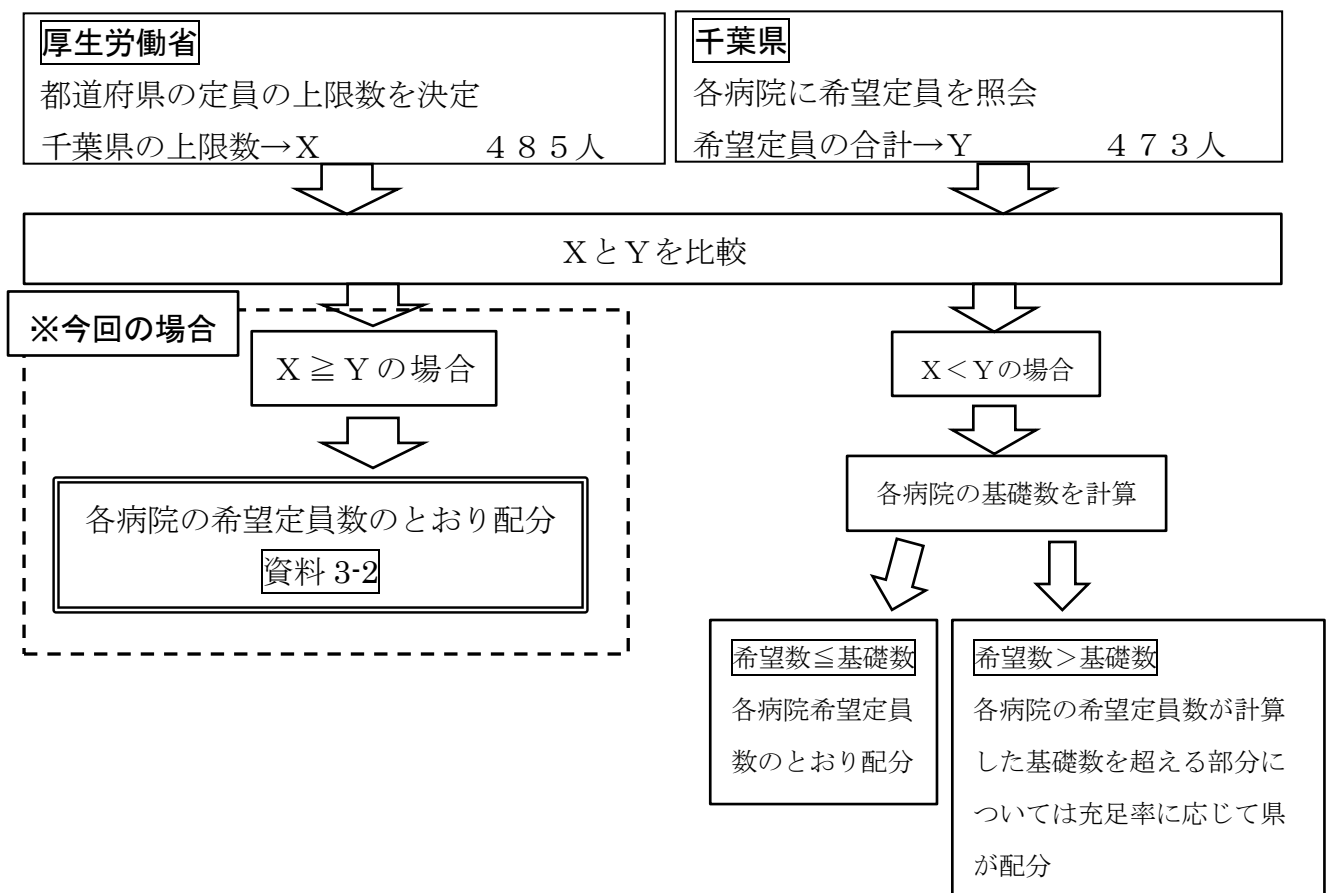 厚生労働省
都道府県の定員の上限数を決定
千葉県の上限数→X　　　　　４８５人
千葉県
各病院に希望定員を照会
希望定員の合計→Y　　　　４７３人
XとYを比較
※今回の場合
X≧Yの場合
各病院の希望定員数のとおり配分
資料 3-2
X＜Yの場合
各病院の基礎数を計算
希望数≦基礎数
各病院希望定員
数のとおり配分
希望数＞基礎数
各病院の希望定員数が計算
した基礎数を超える部分に
ついては充足率に応じて県
が配分